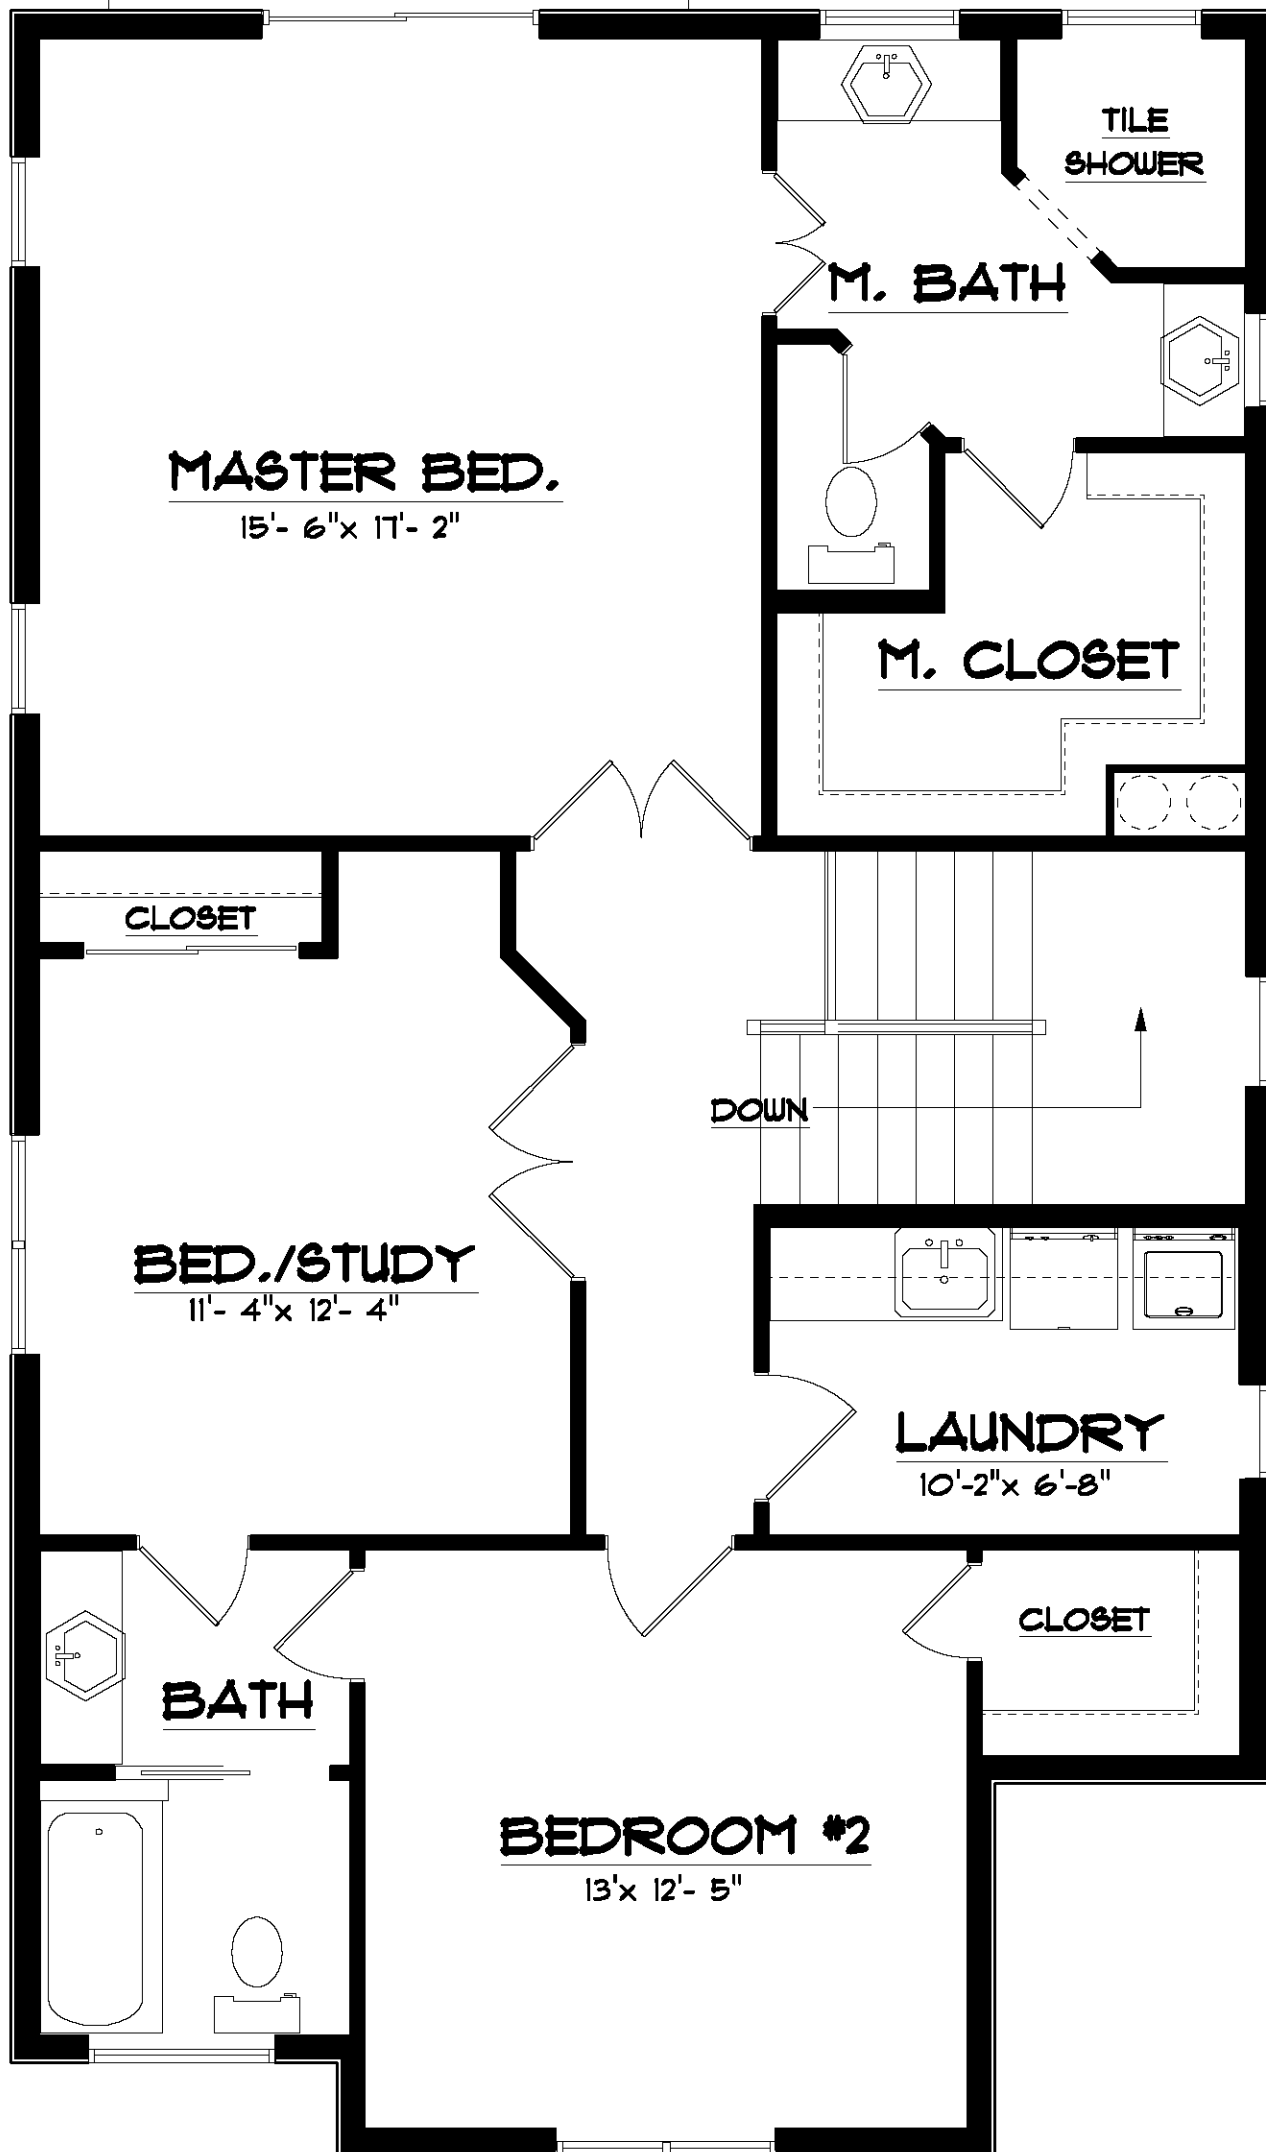 TILE
SHOWER
M. BATH
MASTER BED.
15'- 6"x 17'- 2"
M. CLOSET
CLOSET
DOWN
BED./STUDY
11'- 4"x 12'- 4"
LAUNDRY
10'-2"x 6'-8"
CLOSET
BATH
BEDROOM #2
13'x 12'- 5"